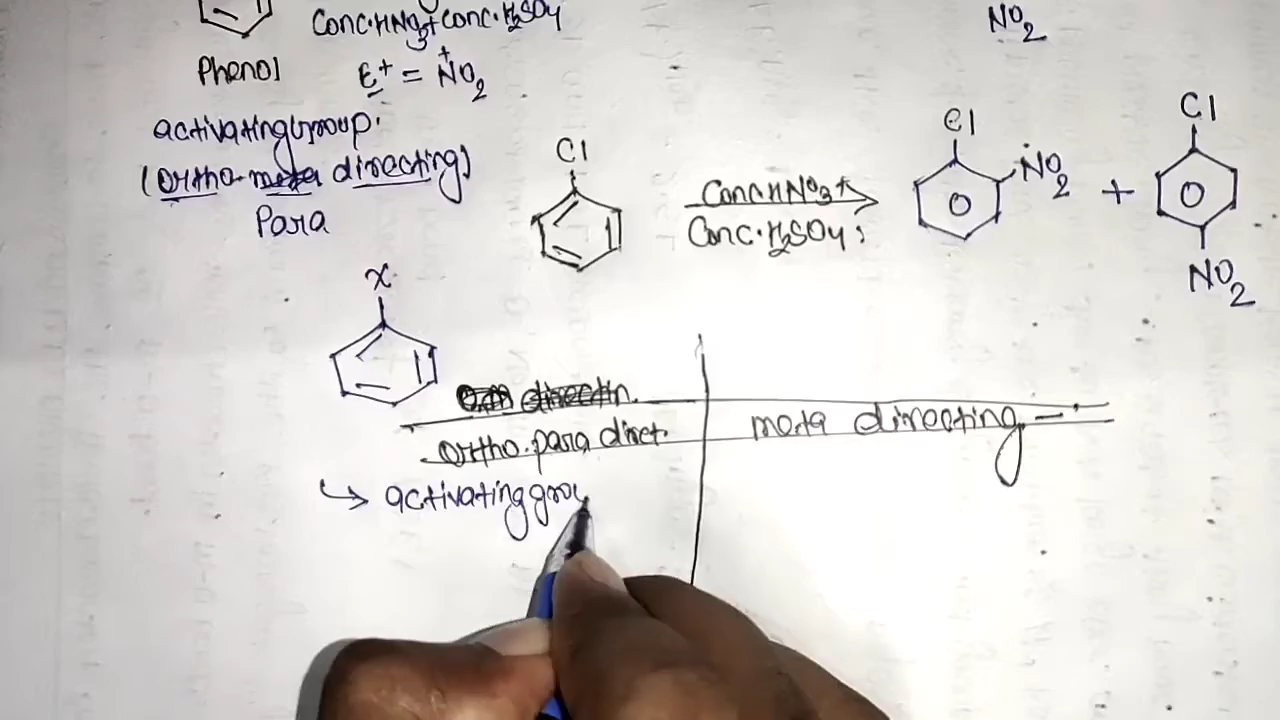 Conc.HNO3+Conc.H2SO4
NO2
Phenol
E+ = +NO2
activating group.
(Ortho-meta directing)
Para
Cl
Conc HNO3 +
Conc.H2SO4;
Cl
NO2
+
Cl
NO2
X
Ortho.para direct.
meta directing -
↳ activating grou